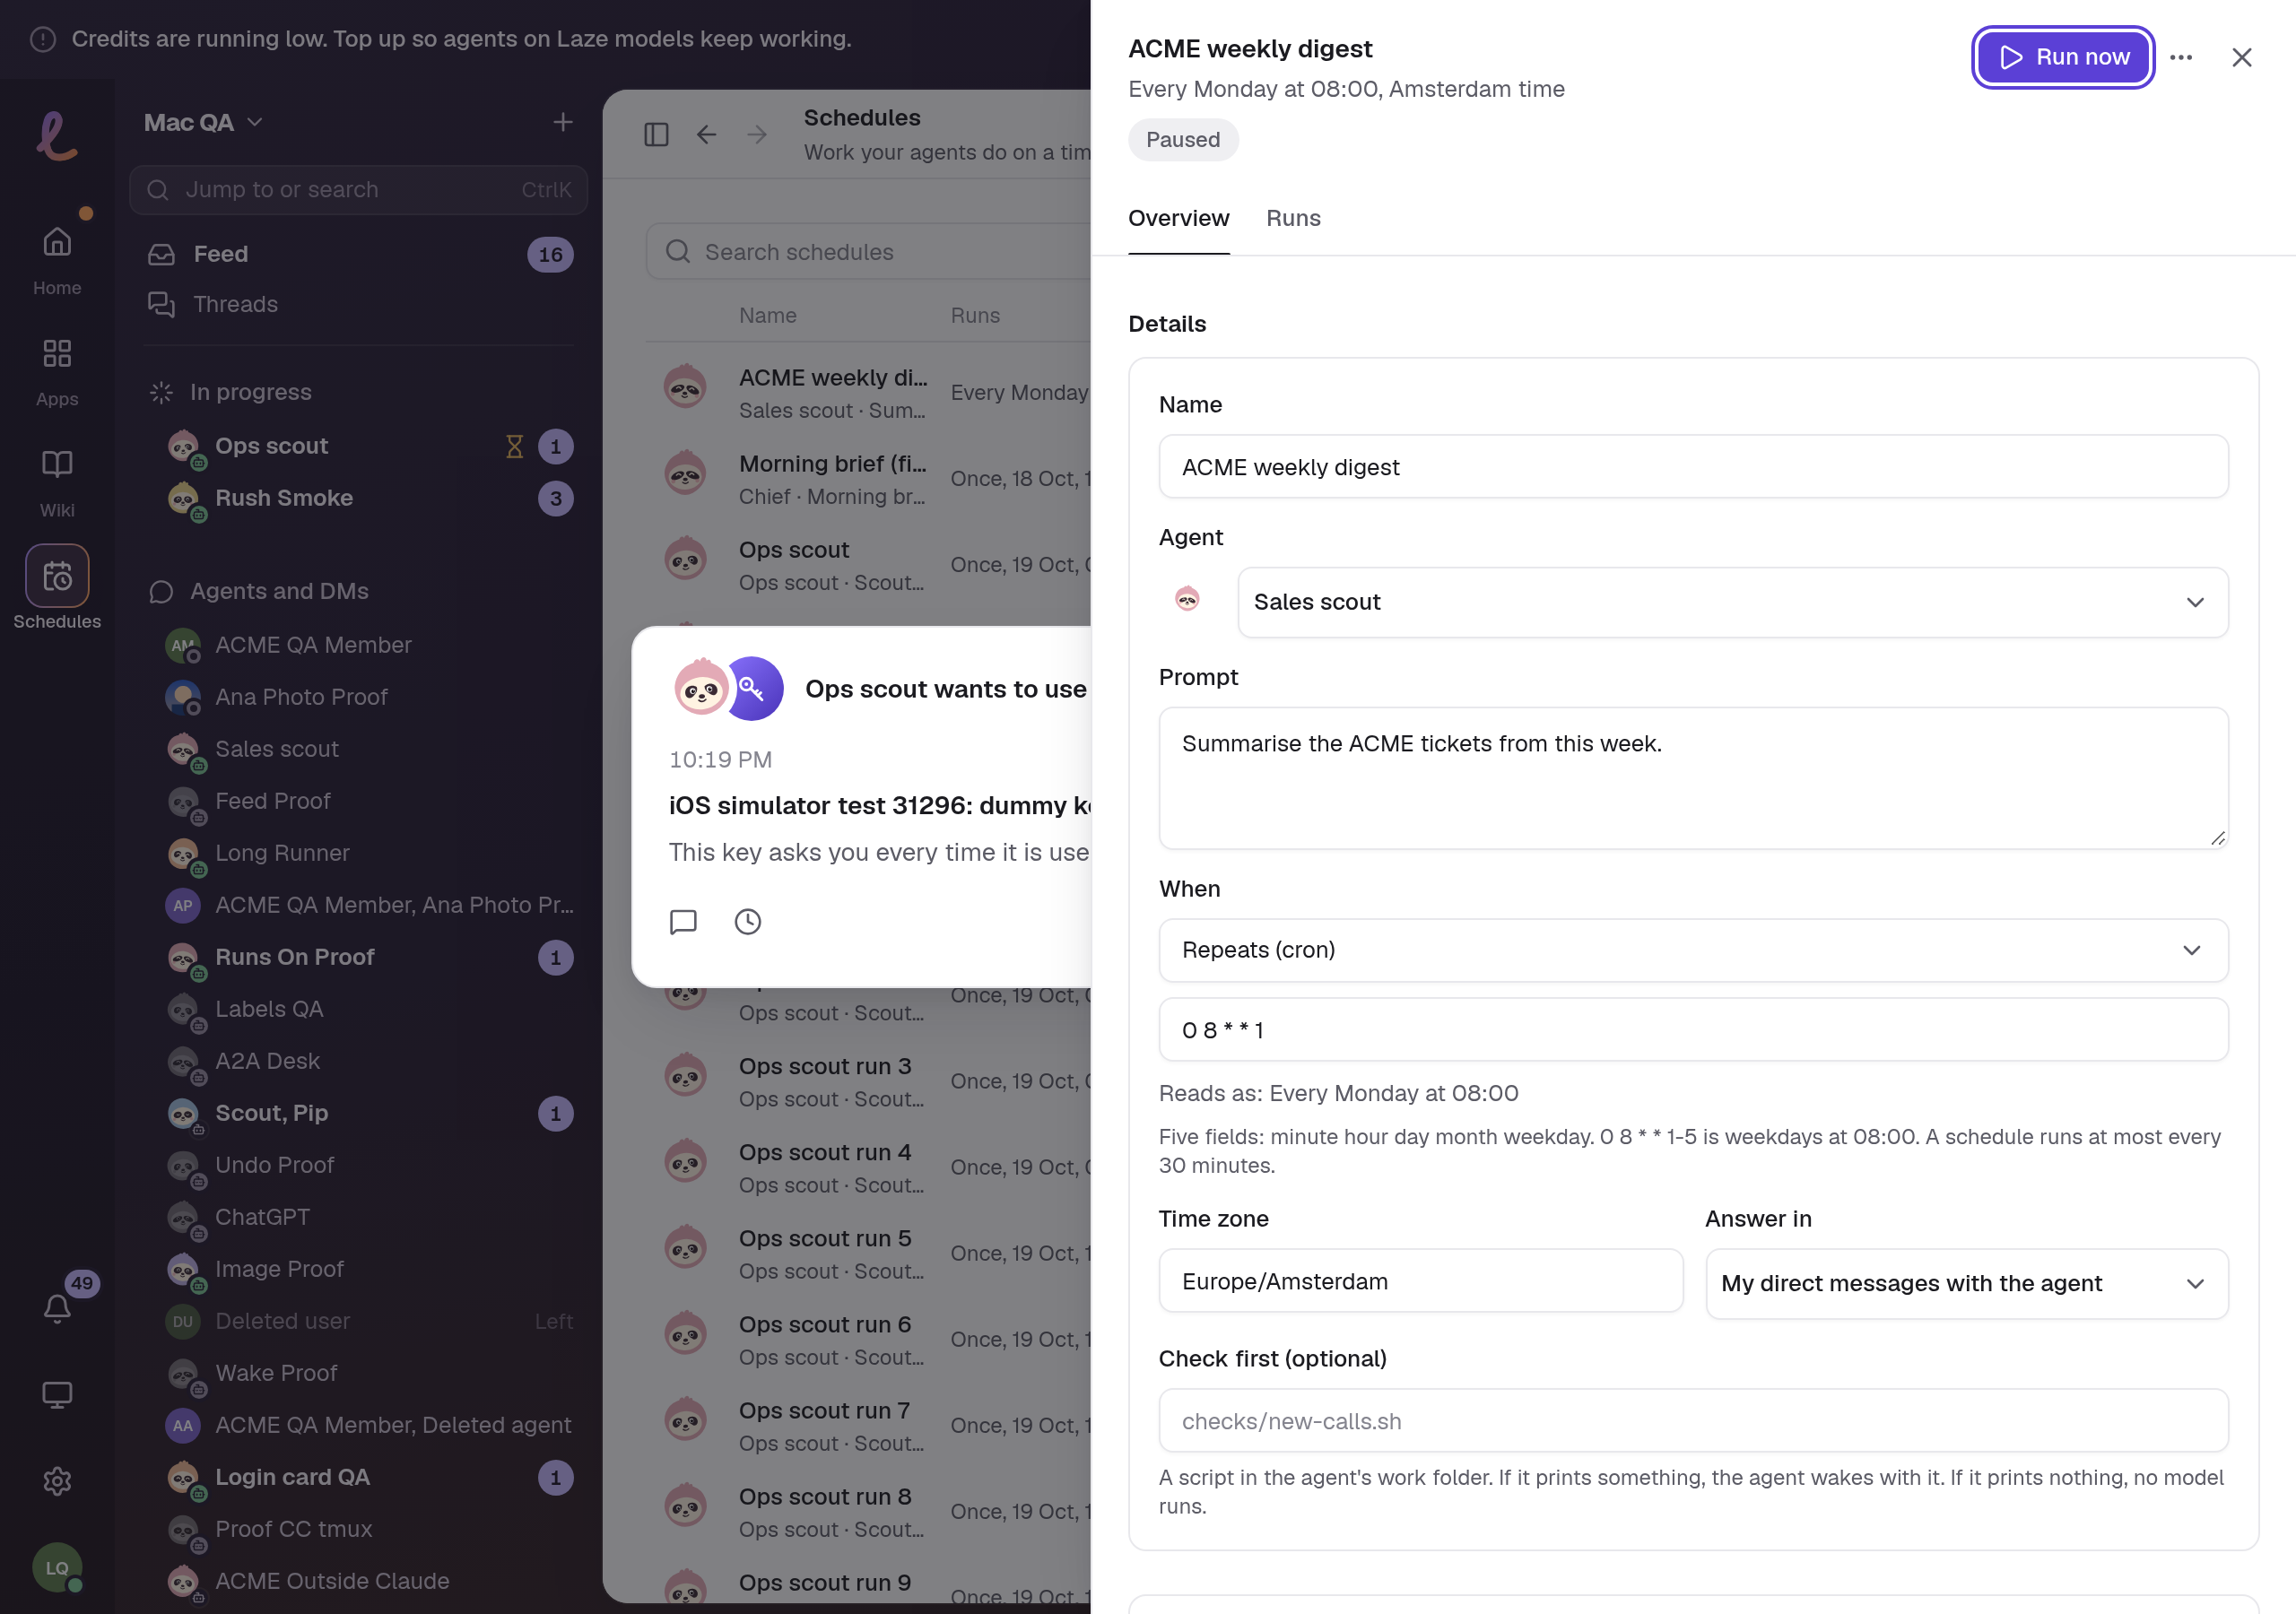 Credits are running low. Top up so agents on Laze models keep working.
Home
Apps
Wiki
Schedules
49
LQ
Mac QA
Jump to or search CtrlK
Feed 16
Threads
In progress
Ops scout 1
Rush Smoke 3
Agents and DMs
AM ACME QA Member
Ana Photo Proof
Sales scout
Feed Proof
Long Runner
AP ACME QA Member, Ana Photo Pr...
Runs On Proof 1
Labels QA
A2A Desk
Scout, Pip 1
Undo Proof
ChatGPT
Image Proof
DU Deleted user Left
Wake Proof
AA ACME QA Member, Deleted agent
Login card QA 1
Proof CC tmux
ACME Outside Claude
Schedules
Work your agents do on a tim
Search schedules
Name Runs
ACME weekly di... Every Monday
Sales scout · Sum...
Morning brief (fi... Once, 18 Oct, 1
Chief · Morning br...
Ops scout Once, 19 Oct, 0
Ops scout · Scout...
Ops scout wants to use
10:19 PM
iOS simulator test 31296: dummy k
This key asks you every time it is use
Once, 19 Oct, 0
Ops scout · Scout...
Ops scout run 3 Once, 19 Oct, 0
Ops scout · Scout...
Ops scout run 4 Once, 19 Oct, 0
Ops scout · Scout...
Ops scout run 5 Once, 19 Oct, 1
Ops scout · Scout...
Ops scout run 6 Once, 19 Oct, 1
Ops scout · Scout...
Ops scout run 7 Once, 19 Oct, 1
Ops scout · Scout...
Ops scout run 8 Once, 19 Oct, 1
Ops scout · Scout...
Ops scout run 9 Once, 19 Oct, 1
ACME weekly digest
Every Monday at 08:00, Amsterdam time
Paused
Run now
Overview Runs
Details
Name
ACME weekly digest
Agent
Sales scout
Prompt
Summarise the ACME tickets from this week.
When
Repeats (cron)
0 8 * * 1
Reads as: Every Monday at 08:00
Five fields: minute hour day month weekday. 0 8 * * 1-5 is weekdays at 08:00. A schedule runs at most every
30 minutes.
Time zone Answer in
Europe/Amsterdam My direct messages with the agent
Check first (optional)
checks/new-calls.sh
A script in the agent's work folder. If it prints something, the agent wakes with it. If it prints nothing, no model
runs.